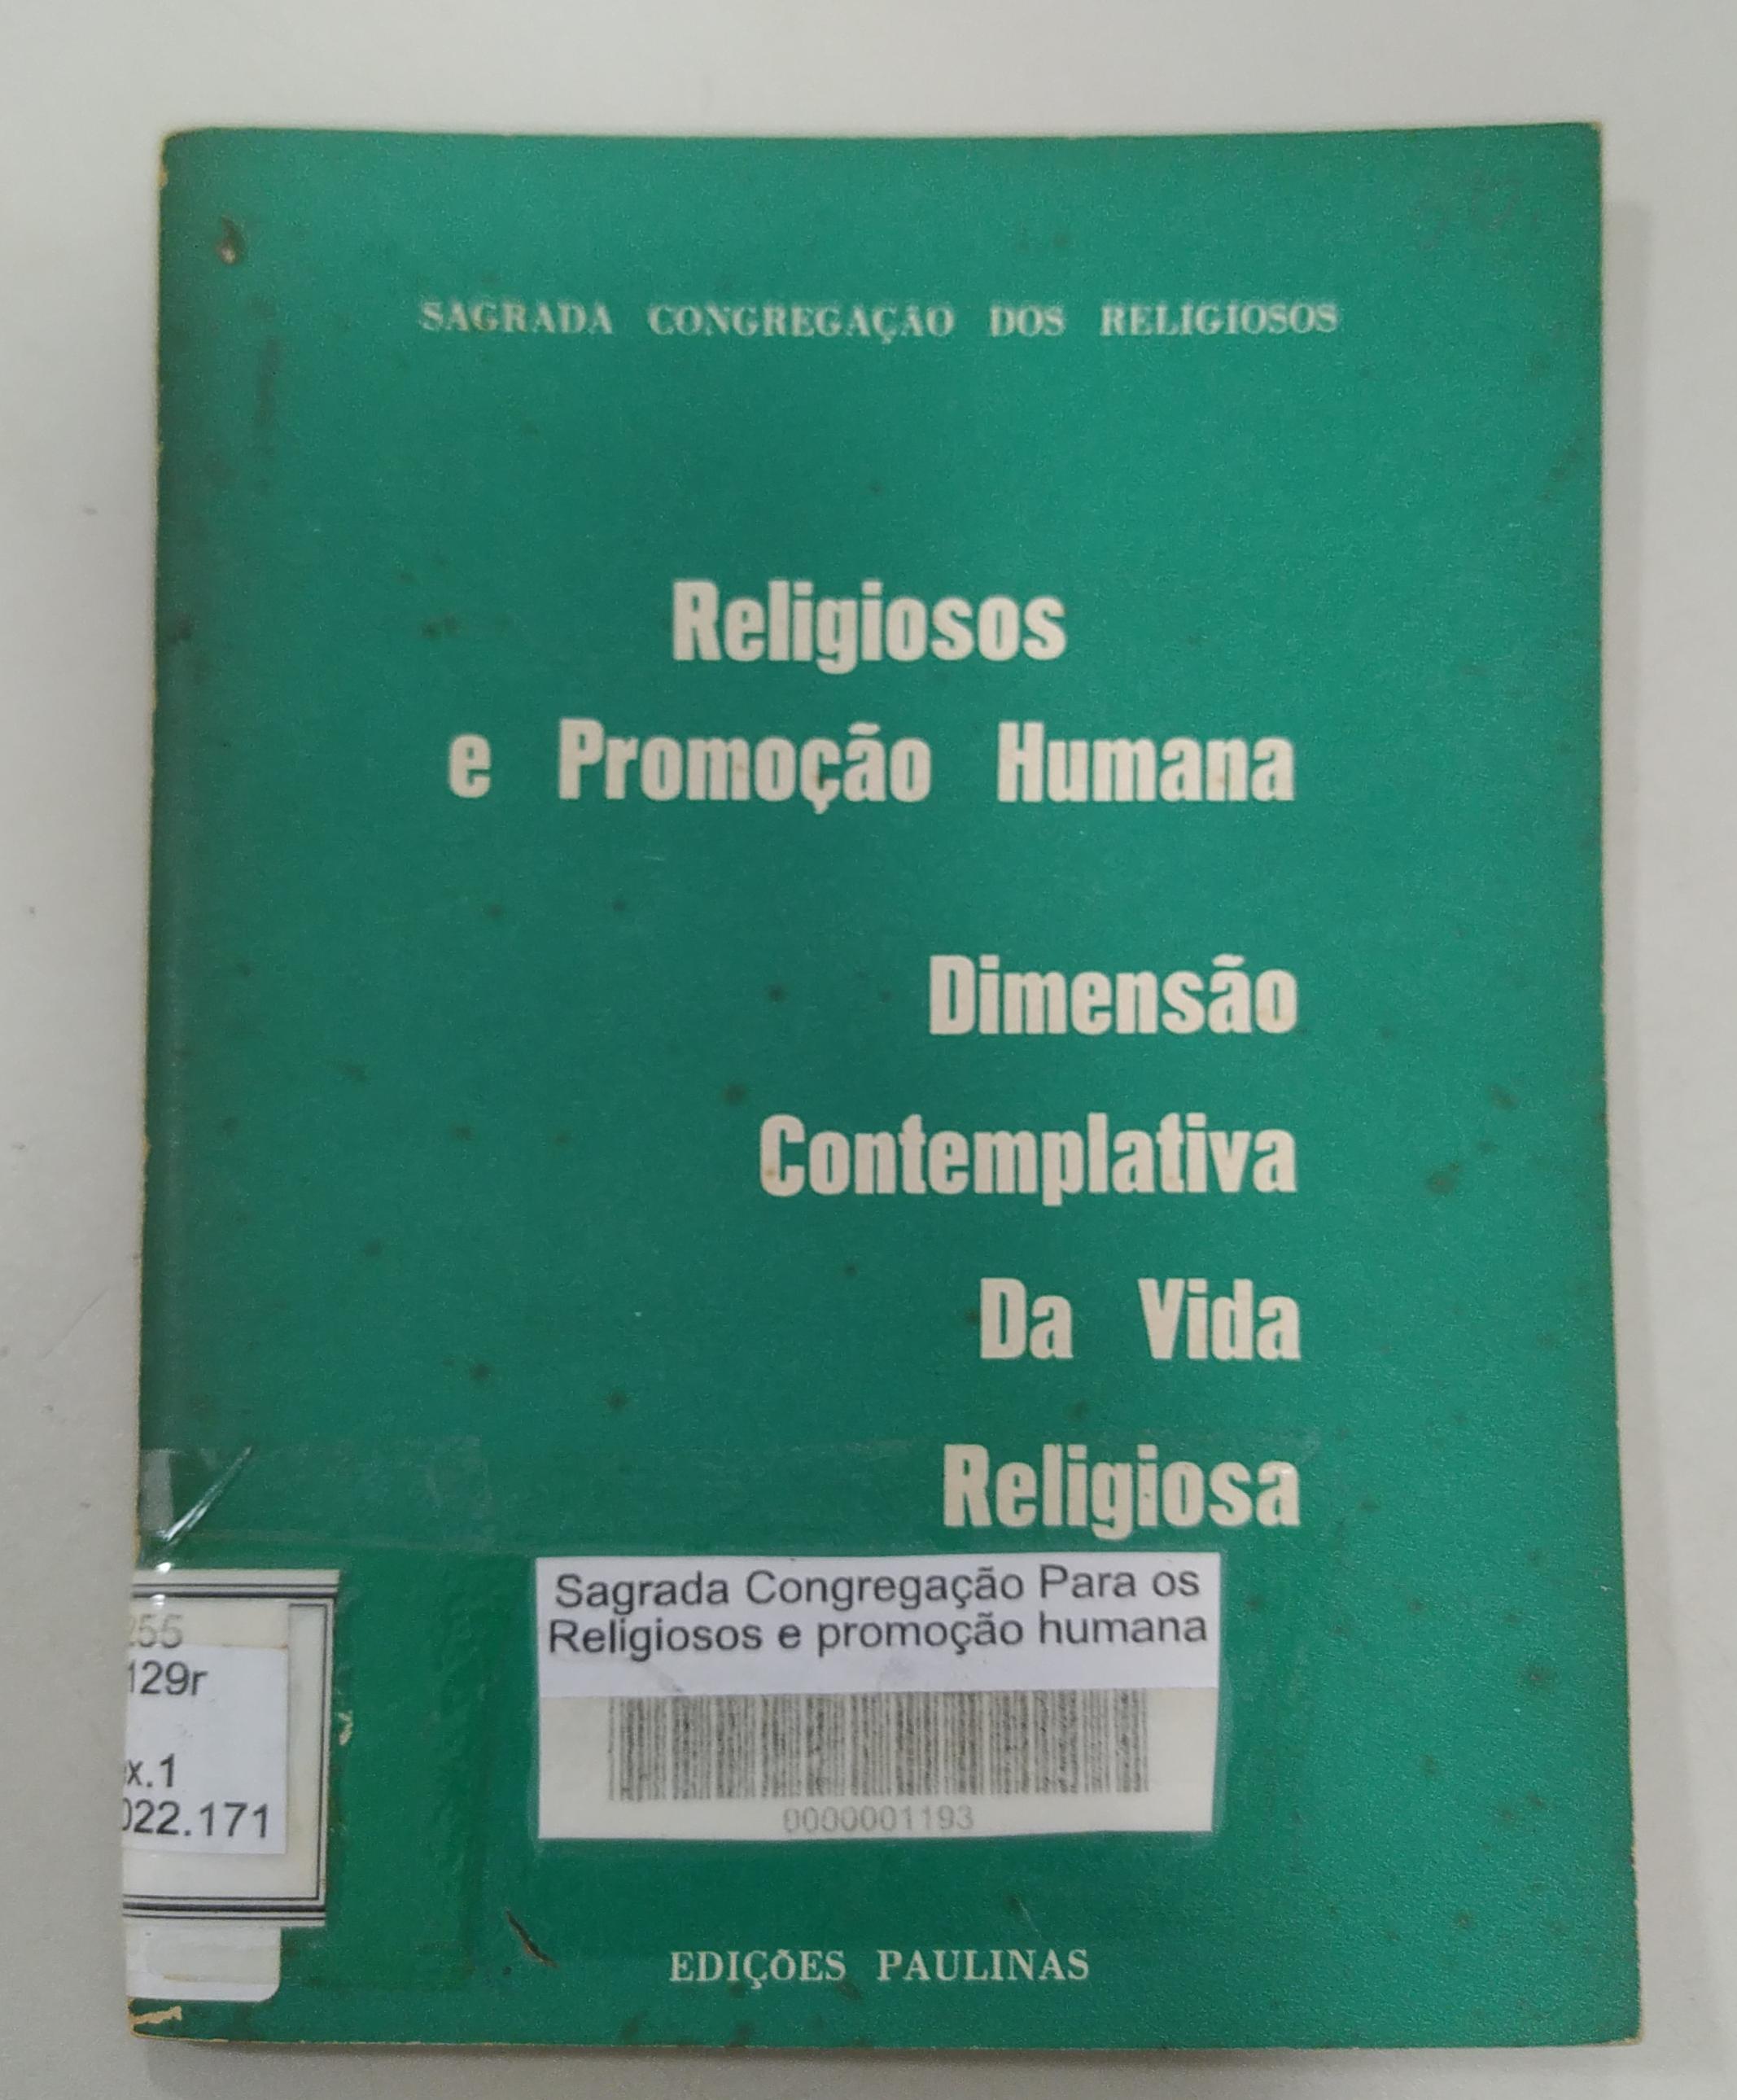 SAGRADA CONGREGAÇÃO DOS RELIGIOSOS
Religiosos
e Promoção Humana
Dimensão
Contemplativa
Da Vida
Religiosa
Sagrada Congregação Para os
Religiosos e promoção humana
0000001193
255
129r
x.1
022.171
EDIÇÕES PAULINAS